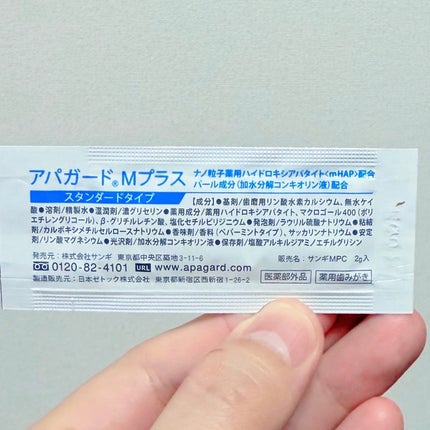 アパガード®Mプラス
ナノ粒子薬用ハイドロキシアパタイト<mHAP>配合
パール成分(加水分解コンキオリン液)配合
スタンダードタイプ
【成分】●基剤/歯磨用リン酸水素カルシウム、無水ケイ
酸●溶剤/精製水●湿潤剤/濃グリセリン●薬用成分/薬用ハイドロキシアパタイト、マクロゴール400(ポリ
エチレングリコール)、β-グリチルレチン酸、塩化セチルピリジニウム●発泡剤/ラウリル硫酸ナトリウム●粘結
剤/カルボキシメチルセルロースナトリウム●香味剤/香料(ペパーミントタイプ)、サッカリンナトリウム●安定
剤/リン酸マグネシウム●光沢剤/加水分解コンキオリン液●保存剤/塩酸アルキルジアミノエチルグリシン
発売元:株式会社サンギ 東京都中央区築地3-11-6
販売名:サンギMPC 2g入
0120-82-4101 URL www.apagard.com
医薬部外品 薬用歯みがき
製造販売元:日本ゼトック株式会社 東京都新宿区西新宿1-26-2